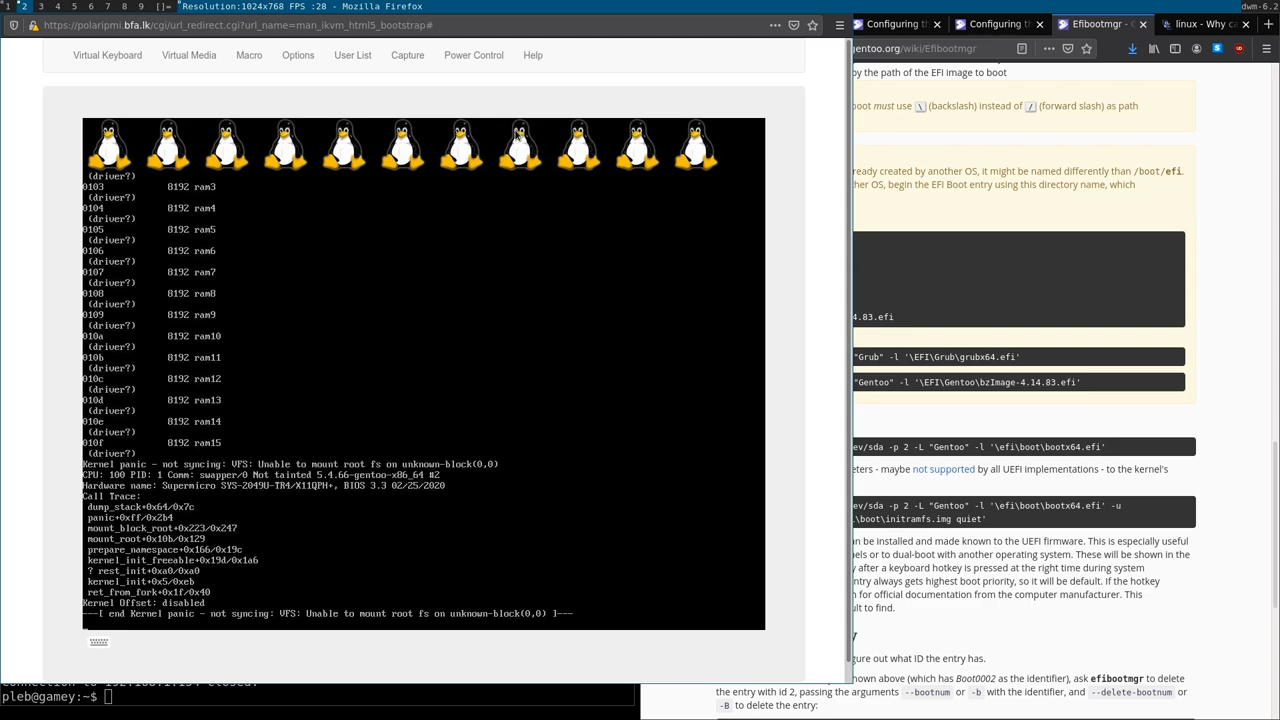 1 2 3 4 5 6 7 8 9 []= Resolution:1024x768 FPS :28 - Mozilla Firefox dwm-6.2
https://polaripmi.bfa.lk/cgi/url_redirect.cgi?url_name=man_ikvm_html5_bootstrap#
Virtual Keyboard Virtual Media Macro Options User List Capture Power Control Help
(driver?)
0103 8192 ram3
(driver?)
0104 8192 ram4
(driver?)
0105 8192 ram5
(driver?)
0106 8192 ram6
(driver?)
0107 8192 ram7
(driver?)
0108 8192 ram8
(driver?)
0109 8192 ram9
(driver?)
010a 8192 ram10
(driver?)
010b 8192 ram11
(driver?)
010c 8192 ram12
(driver?)
010d 8192 ram13
(driver?)
010e 8192 ram14
(driver?)
010f 8192 ram15
(driver?)
Kernel panic - not syncing: VFS: Unable to mount root fs on unknown-block(0,0)
CPU: 100 PID: 1 Comm: swapper/0 Not tainted 5.4.66-gentoo-x86_64 #2
Hardware name: Supermicro SYS-2049U-TR4/X11QPH+, BIOS 3.3 02/25/2020
Call Trace:
dump_stack+0x64/0x7c
panic+0xff/0x2b4
mount_block_root+0x223/0x247
mount_root+0x10b/0x129
prepare_namespace+0x166/0x19c
kernel_init_freeable+0x19d/0x1a6
? rest_init+0xa0/0xa0
kernel_init+0x5/0xeb
ret_from_fork+0x1f/0x40
Kernel Offset: disabled
---[ end Kernel panic - not syncing: VFS: Unable to mount root fs on unknown-block(0,0) ]---
pleb@gamey:~$
Configuring th Configuring th Efibootmgr - G linux - Why ca
gentoo.org/wiki/Efibootmgr
by the path of the EFI image to boot
boot must use \ (backslash) instead of / (forward slash) as path
ready created by another OS, it might be named differently than /boot/efi.
her OS, begin the EFI Boot entry using this directory name, which
4.83.efi
"Grub" -l '\EFI\Grub\grubx64.efi'
"Gentoo" -l '\EFI\Gentoo\bzImage-4.14.83.efi'
ev/sda -p 2 -L "Gentoo" -l '\efi\boot\bootx64.efi'
eters - maybe not supported by all UEFI implementations - to the kernel's
ev/sda -p 2 -L "Gentoo" -l '\efi\boot\bootx64.efi' -u
\boot\initramfs.img quiet'
an be installed and made known to the UEFI firmware. This is especially useful
nels or to dual-boot with another operating system. These will be shown in the
y after a keyboard hotkey is pressed at the right time during system
entry always gets highest boot priority, so it will be default. If the hotkey
n for official documentation from the computer manufacturer. This
ult to find.
y
gure out what ID the entry has.
hown above (which has Boot0002 as the identifier), ask efibootmgr to delete
the entry with id 2, passing the arguments --bootnum or -b with the identifier, and --delete-bootnum or
-B to delete the entry: